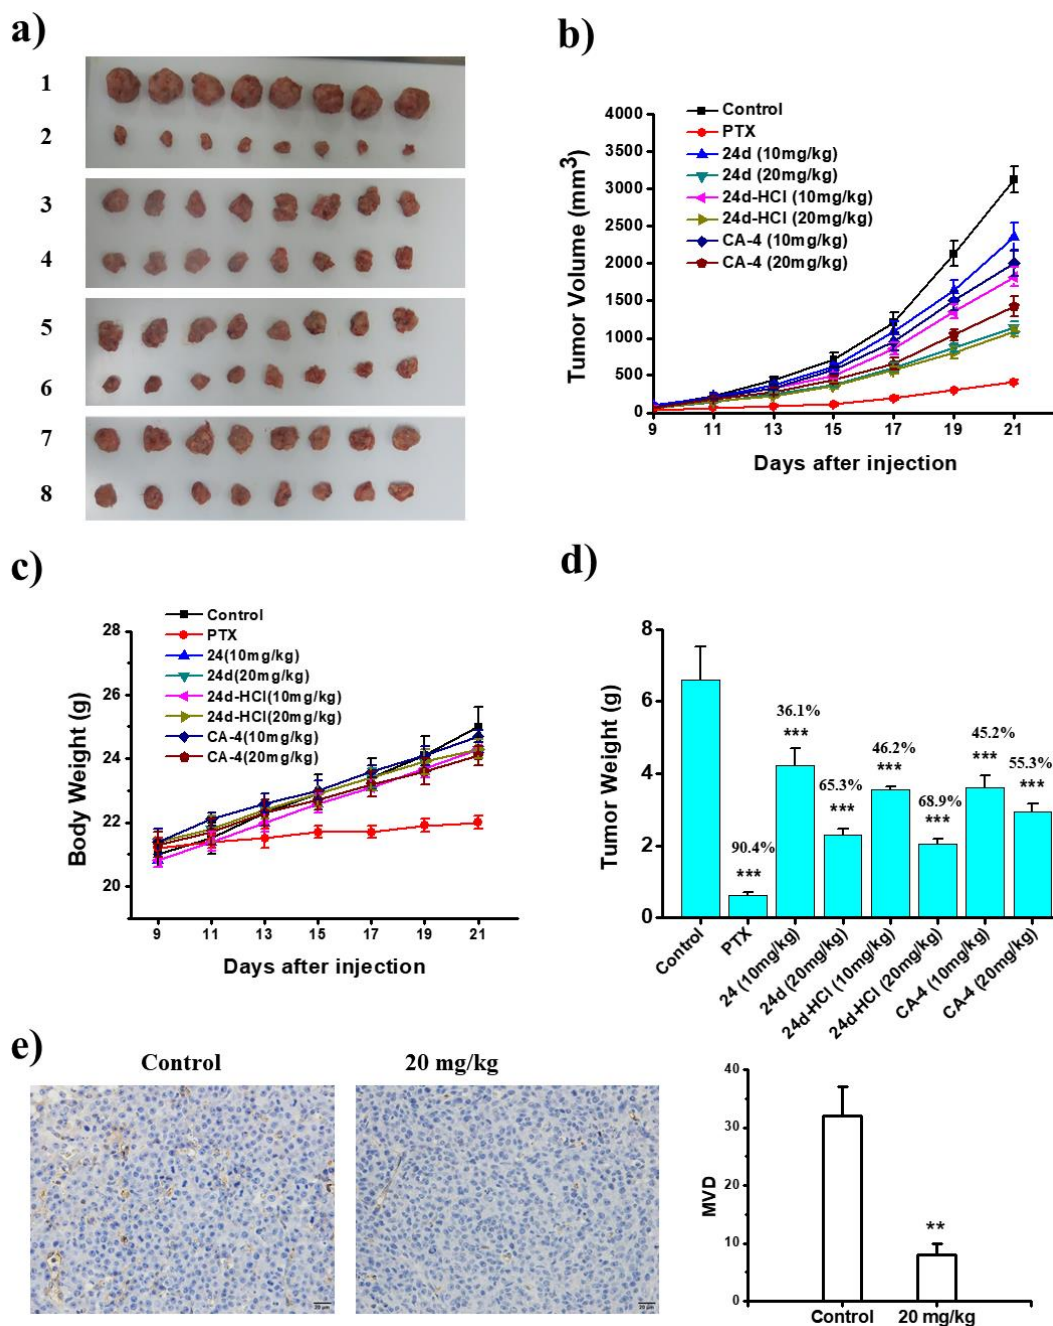 a)
1
2
3
4
5
6
7
8
b)
Tumor Volume (mm3)
4000
3500
3000
2500
2000
1500
1000
500
0
Control
PTX
24d (10mg/kg)
24d (20mg/kg)
24d-HCl (10mg/kg)
24d-HCl (20mg/kg)
CA-4 (10mg/kg)
CA-4 (20mg/kg)
9 11 13 15 17 19 21
Days after injection
c)
Body Weight (g)
28
26
24
22
20
Control
PTX
24(10mg/kg)
24d(20mg/kg)
24d-HCl(10mg/kg)
24d-HCl(20mg/kg)
CA-4(10mg/kg)
CA-4(20mg/kg)
9 11 13 15 17 19 21
Days after injection
d)
Tumor Weight (g)
8
6
4
2
0
90.4%
***
36.1%
***
65.3%
***
46.2%
***
68.9%
***
45.2%
***
55.3%
***
Control
PTX
24 (10mg/kg)
24d (20mg/kg)
24d-HCl (10mg/kg)
24d-HCl (20mg/kg)
CA-4 (10mg/kg)
CA-4 (20mg/kg)
e)
Control
20 mg/kg
20 μm
20 μm
MVD
40
30
20
10
0
**
Control 20 mg/kg